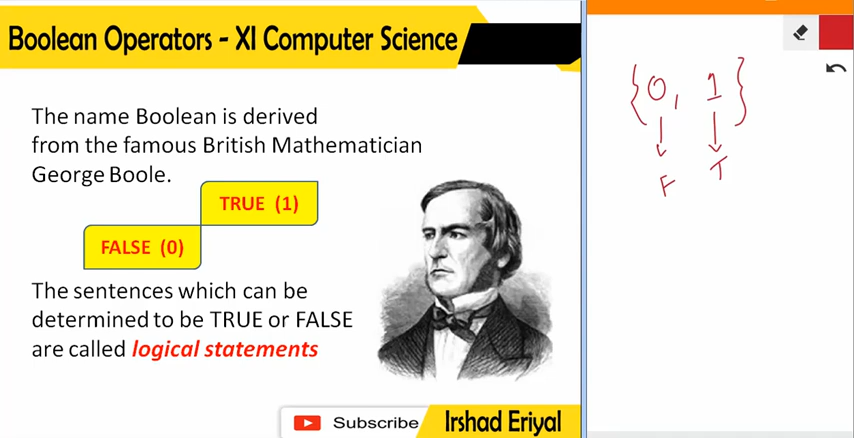 Boolean Operators - XI Computer Science
The name Boolean is derived
from the famous British Mathematician
George Boole.
TRUE (1)
FALSE (0)
The sentences which can be
determined to be TRUE or FALSE
are called logical statements
Subscribe
Irshad Eriyal
{0, 1}
F T